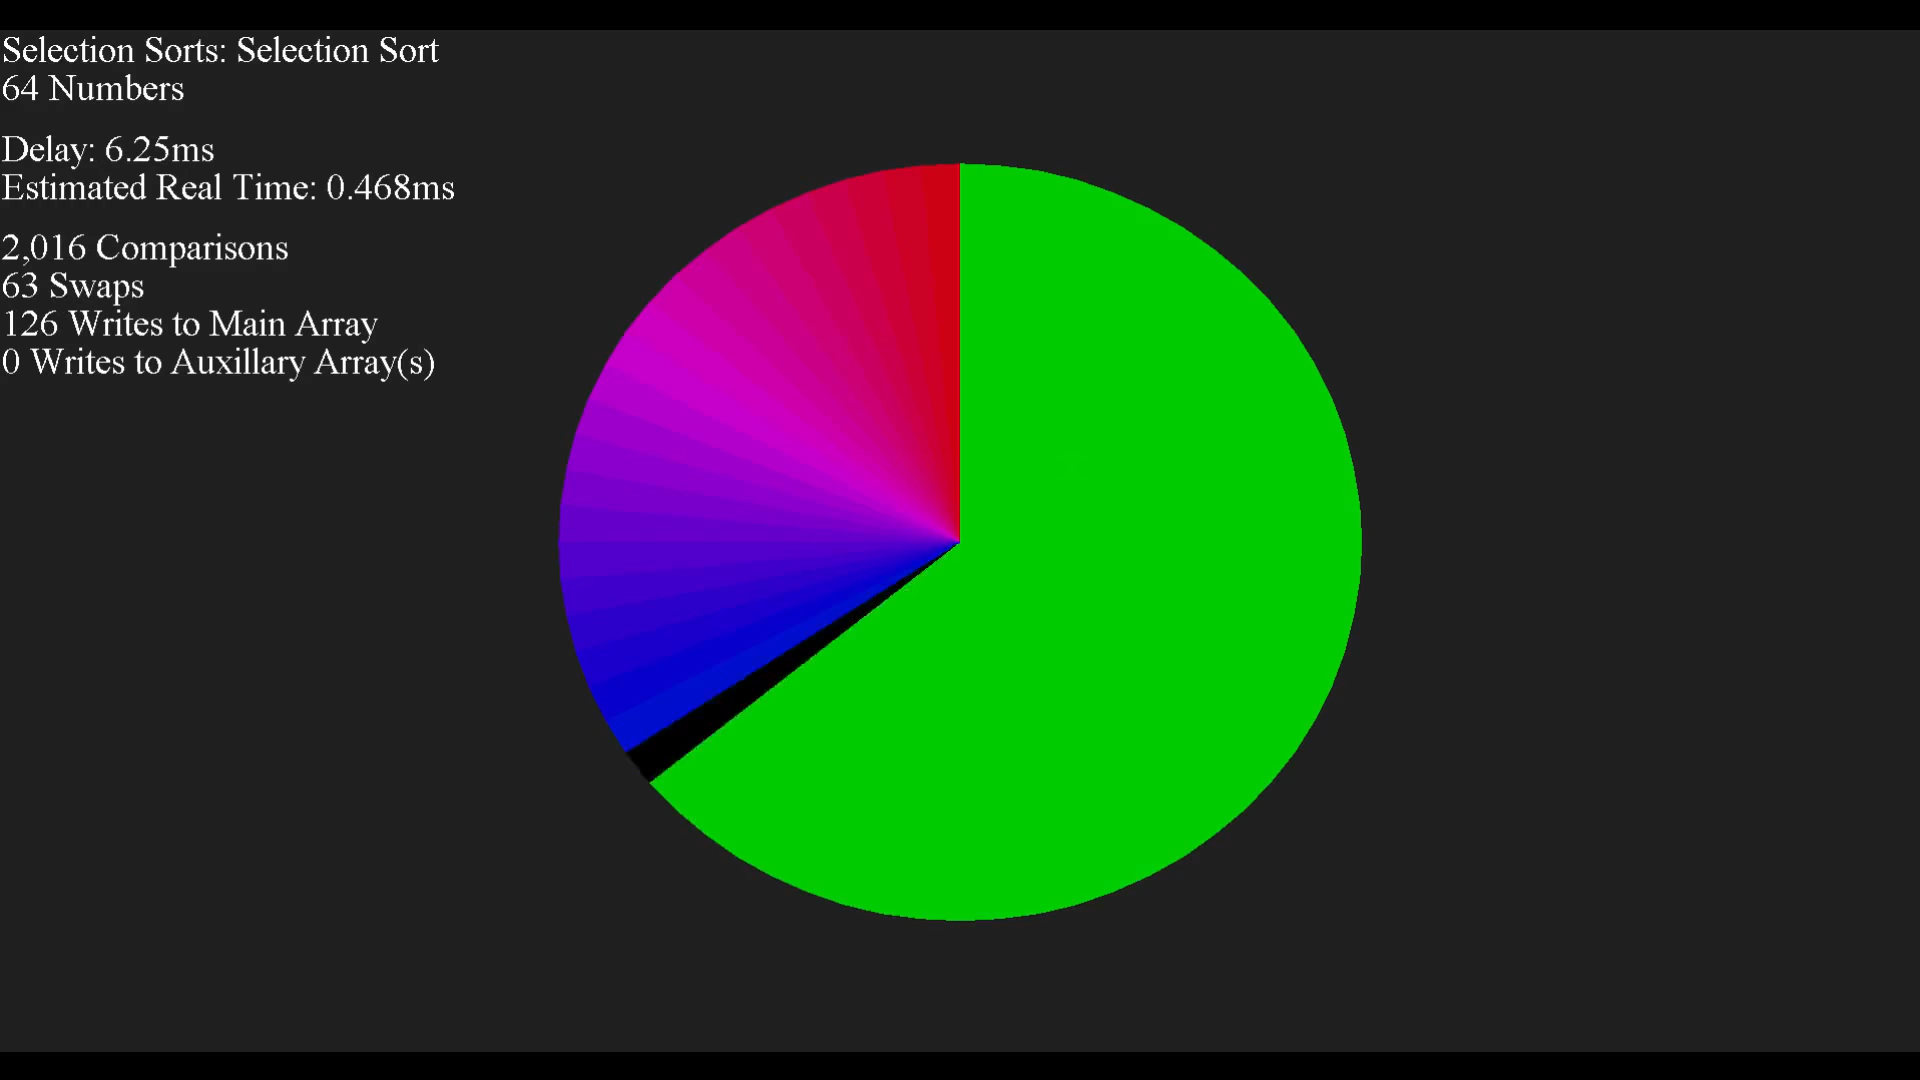 Selection Sorts: Selection Sort
64 Numbers
Delay: 6.25ms
Estimated Real Time: 0.468ms
2,016 Comparisons
63 Swaps
126 Writes to Main Array
0 Writes to Auxillary Array(s)